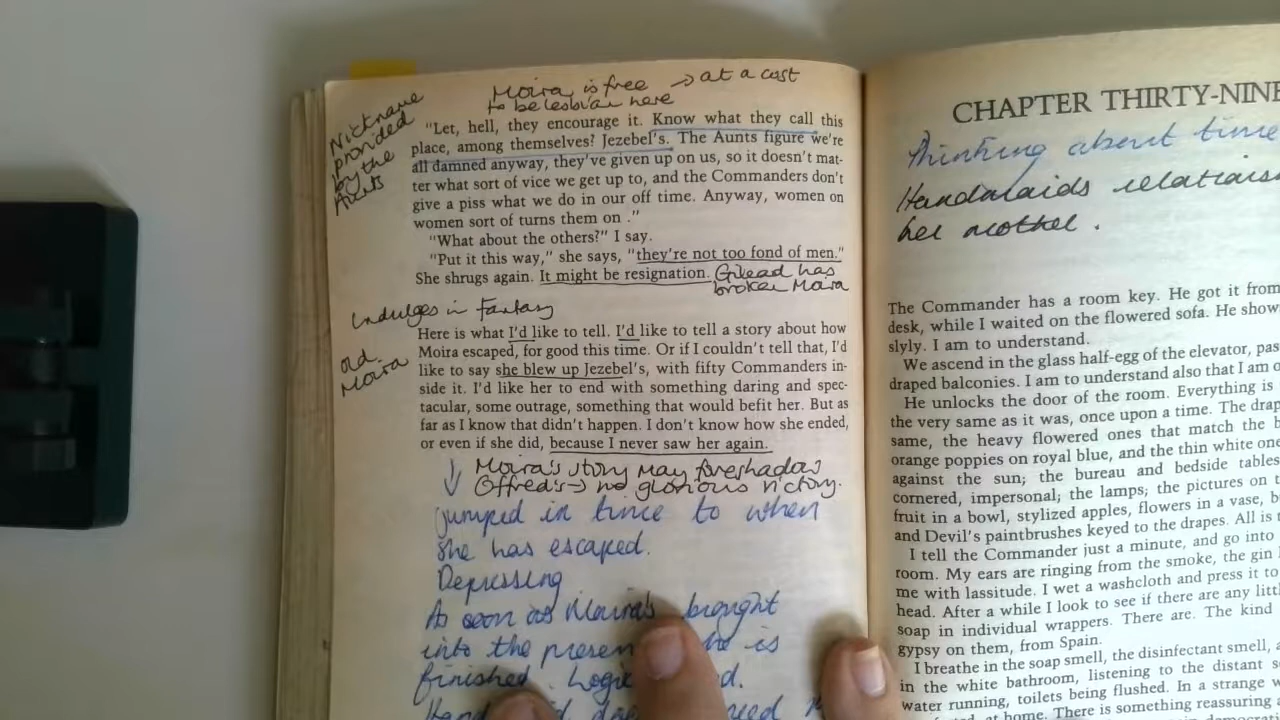 Moira is free → at a cost
to be lesbian here
Nickname
provided
by the
Aunts
"Let, hell, they encourage it. Know what they call this
place, among themselves? Jezebel's. The Aunts figure we're
all damned anyway, they've given up on us, so it doesn't mat-
ter what sort of vice we get up to, and the Commanders don't
give a piss what we do in our off time. Anyway, women on
women sort of turns them on ."
"What about the others?" I say.
"Put it this way," she says, "they're not too fond of men."
She shrugs again. It might be resignation. Gilead has
broken Moira
Indulges in Fantasy
old
Moira
Here is what I'd like to tell. I'd like to tell a story about how
Moira escaped, for good this time. Or if I couldn't tell that, I'd
like to say she blew up Jezebel's, with fifty Commanders in-
side it. I'd like her to end with something daring and spec-
tacular, some outrage, something that would befit her. But as
far as I know that didn't happen. I don't know how she ended,
or even if she did, because I never saw her again.
↓ Moira's story may foreshadow
Offred's → no glorious victory.
jumped in time to when
she has escaped.
Depressing
As soon as Moira's brought
into the presen he is
finished.
CHAPTER THIRTY-NINE
Thinking about time
Handmaids
her mother.
The Commander has a room key. He got it from
desk, while I waited on the flowered sofa. He show
slyly. I am to understand.
We ascend in the glass half-egg of the elevator, pas
draped balconies. I am to understand also that I am o
He unlocks the door of the room. Everything is
the very same as it was, once upon a time. The drap
same, the heavy flowered ones that match the b
orange poppies on royal blue, and the thin white one
against the sun; the bureau and bedside tables
cornered, impersonal; the lamps; the pictures on t
fruit in a bowl, stylized apples, flowers in a vase, b
and Devil's paintbrushes keyed to the drapes. All is
I tell the Commander just a minute, and go into
room. My ears are ringing from the smoke, the gin
me with lassitude. I wet a washcloth and press it to
head. After a while I look to see if there are any littl
soap in individual wrappers. There are. The kind
gypsy on them, from Spain.
I breathe in the soap smell, the disinfectant smell, a
in the white bathroom, listening to the distant s
water running, toilets being flushed. In a strange w
at home. There is something reassuring